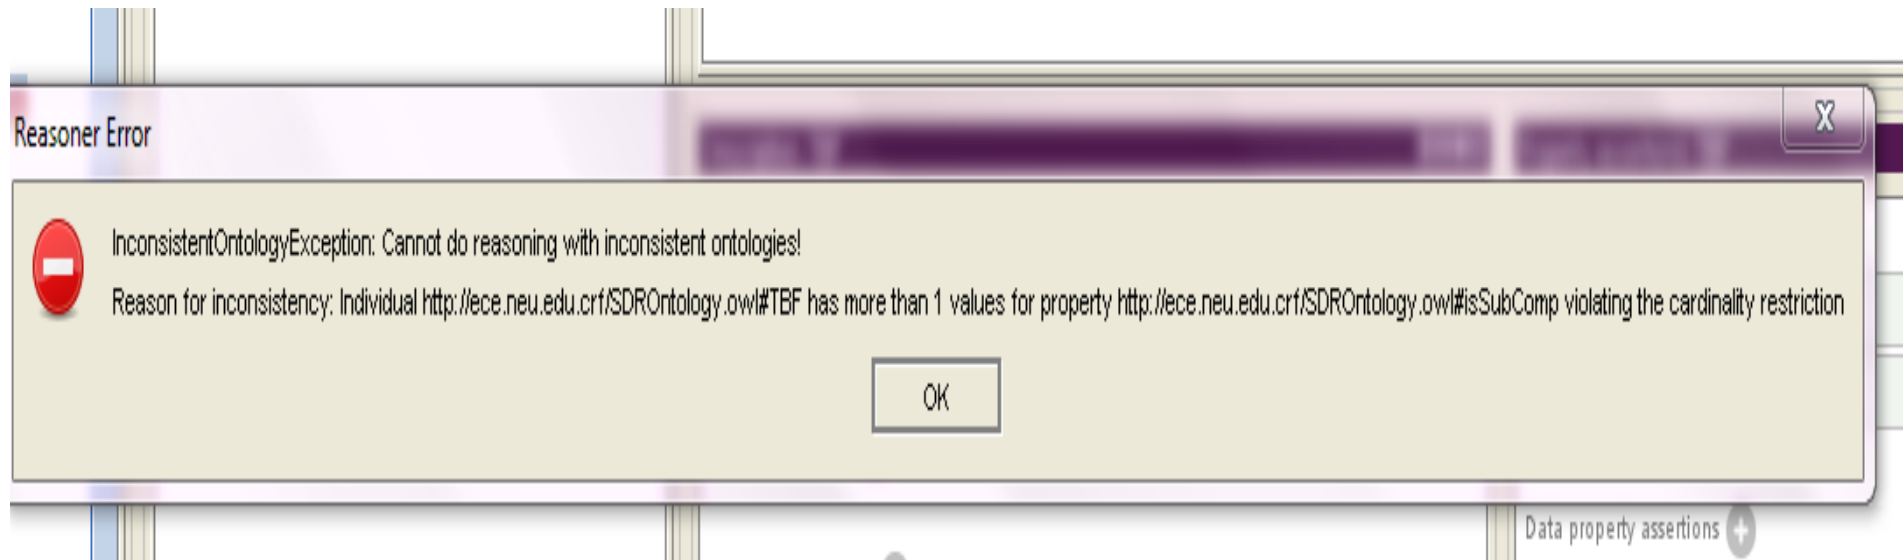 Reasoner Error
X
InconsistentOntologyException: Cannot do reasoning with inconsistent ontologies!
Reason for inconsistency: Individual http://ece.neu.edu.crf/SDROntology.owl#TBF has more than 1 values for property http://ece.neu.edu.crf/SDROntology.owl#isSubComp violating the cardinality restriction
OK
Data property assertions